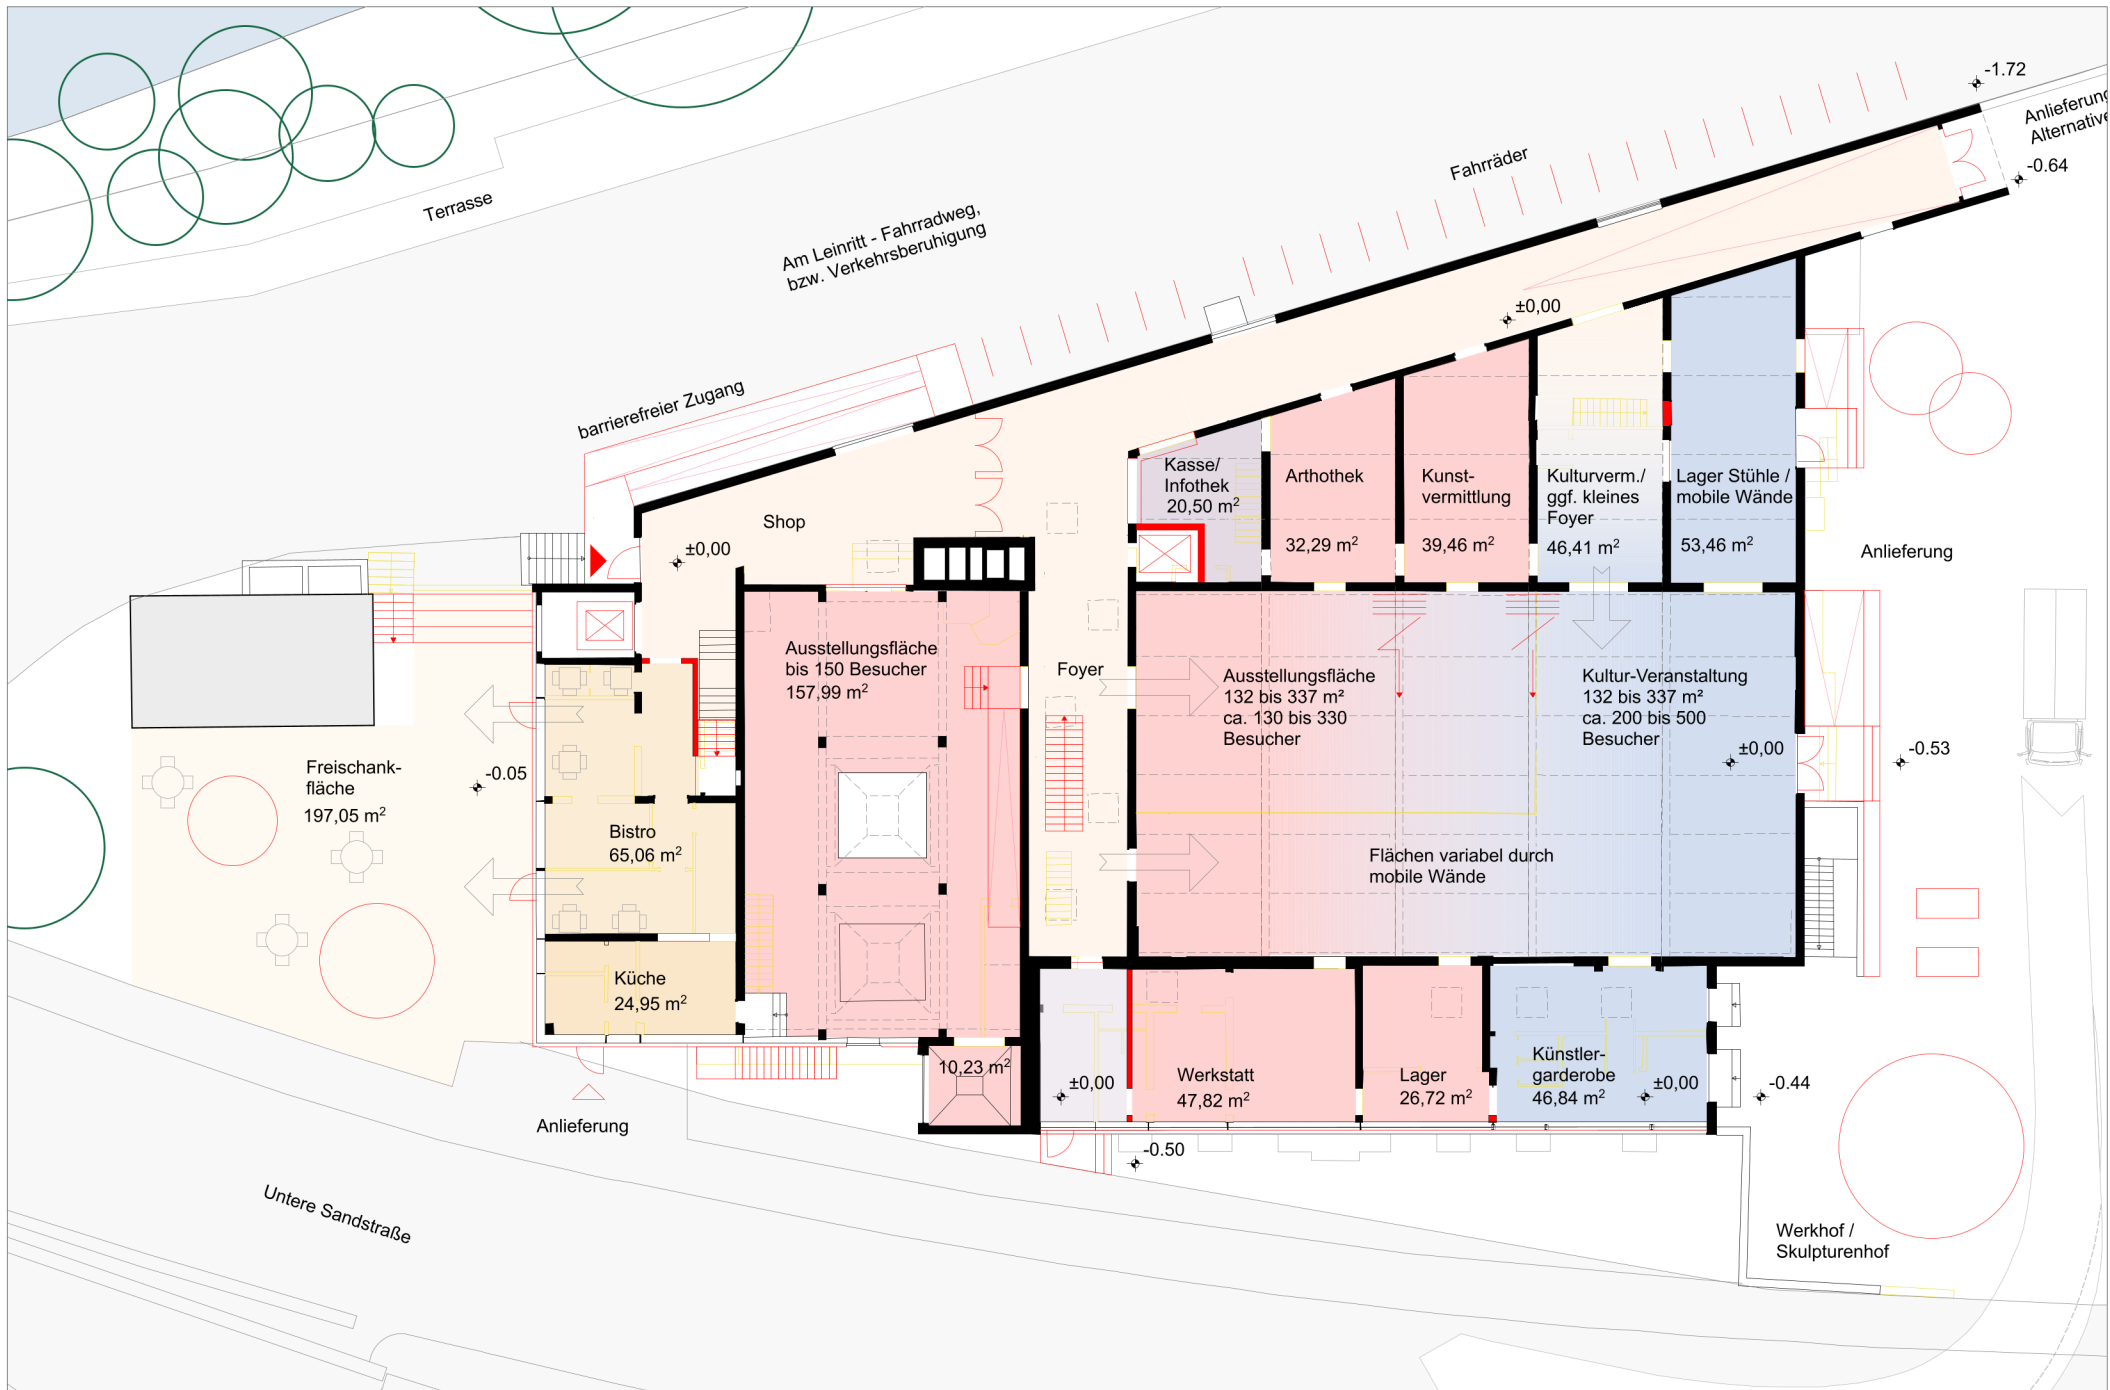 -1.72
Anlieferung
Alternative
-0.64
Fahrräder
Terrasse
Am Leinritt - Fahrradweg,
bzw. Verkehrsberuhigung
±0,00
barrierefreier Zugang
Shop
±0,00
Kasse/
Infothek
20,50 m²
Arthothek
32,29 m²
Kunst-
vermittlung
39,46 m²
Kulturverm./
ggf. kleines
Foyer
46,41 m²
Lager Stühle /
mobile Wände
53,46 m²
Anlieferung
Ausstellungsfläche
bis 150 Besucher
157,99 m²
Foyer
Ausstellungsfläche
132 bis 337 m²
ca. 130 bis 330
Besucher
Kultur-Veranstaltung
132 bis 337 m²
ca. 200 bis 500
Besucher
±0,00
-0.53
Freischank-
fläche
197,05 m²
-0.05
Bistro
65,06 m²
Flächen variabel durch
mobile Wände
Küche
24,95 m²
10,23 m²
±0,00
Werkstatt
47,82 m²
Lager
26,72 m²
Künstler-
garderobe
46,84 m²
±0,00
-0.44
Anlieferung
-0.50
Untere Sandstraße
Werkhof /
Skulpturenhof